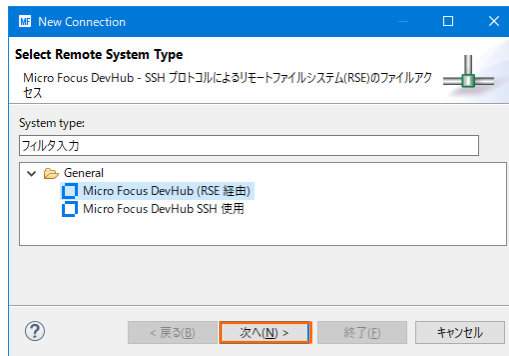 MF New Connection
Select Remote System Type
Micro Focus DevHub - SSH プロトコルによるリモートファイルシステム(RSE)のファイルアク
セス
System type:
フィルタ入力
General
Micro Focus DevHub (RSE 経由)
Micro Focus DevHub SSH 使用
?
< 戻る(B)
次へ(N) >
終了(F)
キャンセル